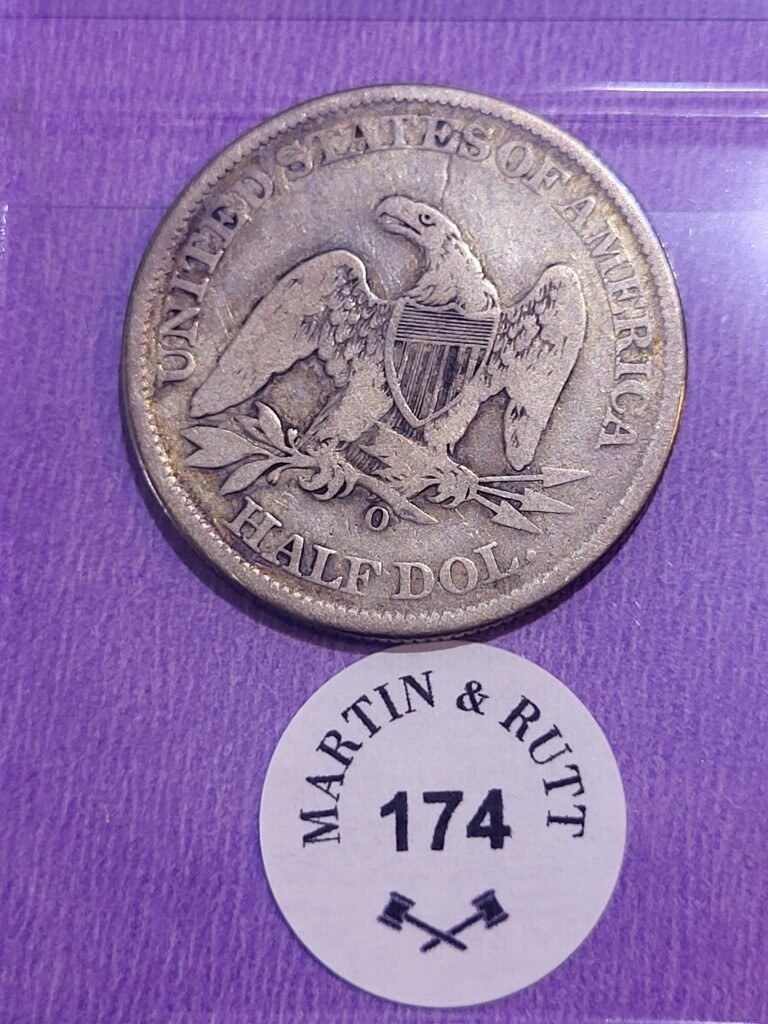 UNITED STATES OF AMERICA
O
HALF DOL.
MARTIN & RUTT
174